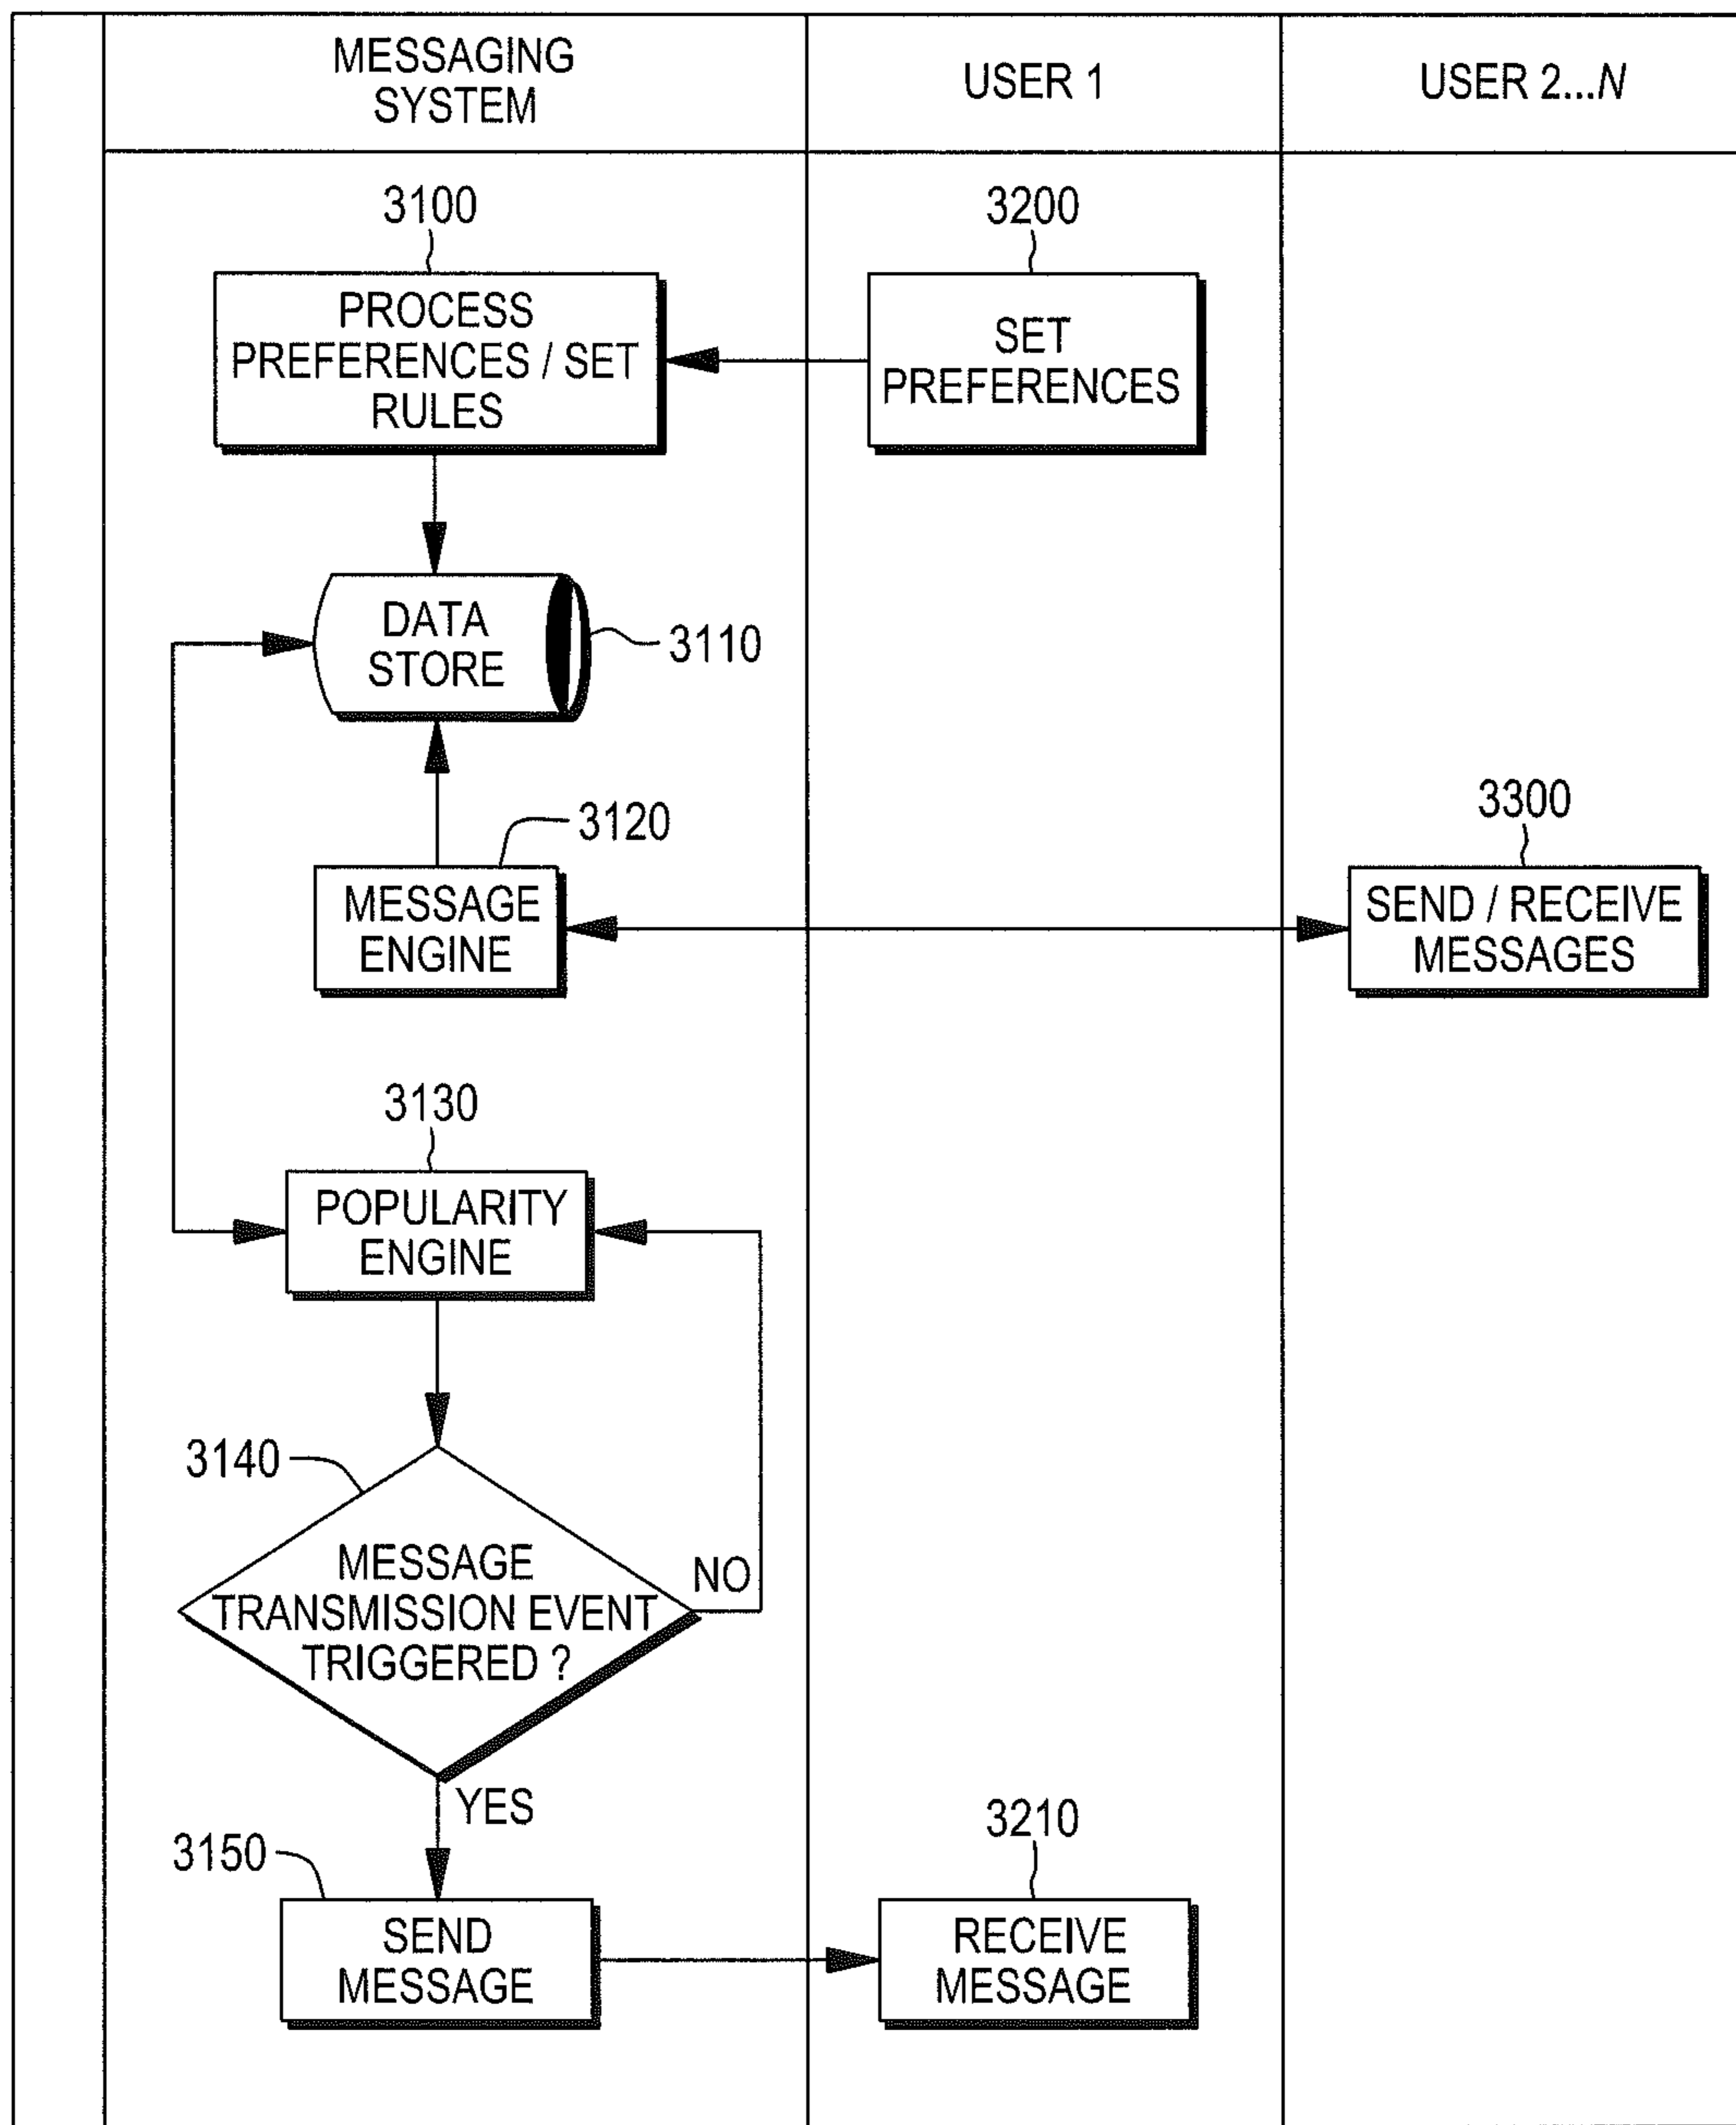 MESSAGING
SYSTEM
USER 1
USER 2...N
3100
3200
PROCESS
PREFERENCES / SET
RULES
SET
PREFERENCES
DATA
STORE
3110
3120
3300
MESSAGE
ENGINE
SEND / RECEIVE
MESSAGES
3130
POPULARITY
ENGINE
3140
MESSAGE
TRANSMISSION EVENT
TRIGGERED ?
NO
YES
3150
3210
SEND
MESSAGE
RECEIVE
MESSAGE